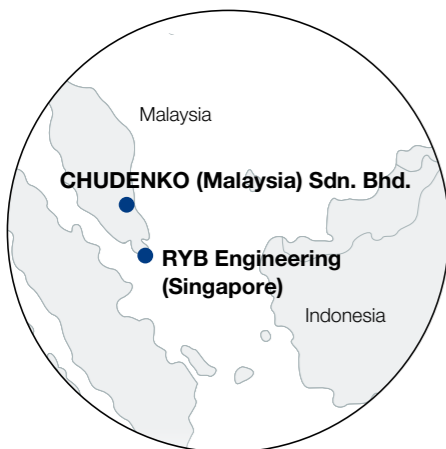 Malaysia
CHUDENKO (Malaysia) Sdn. Bhd.
RYB Engineering
(Singapore)
Indonesia